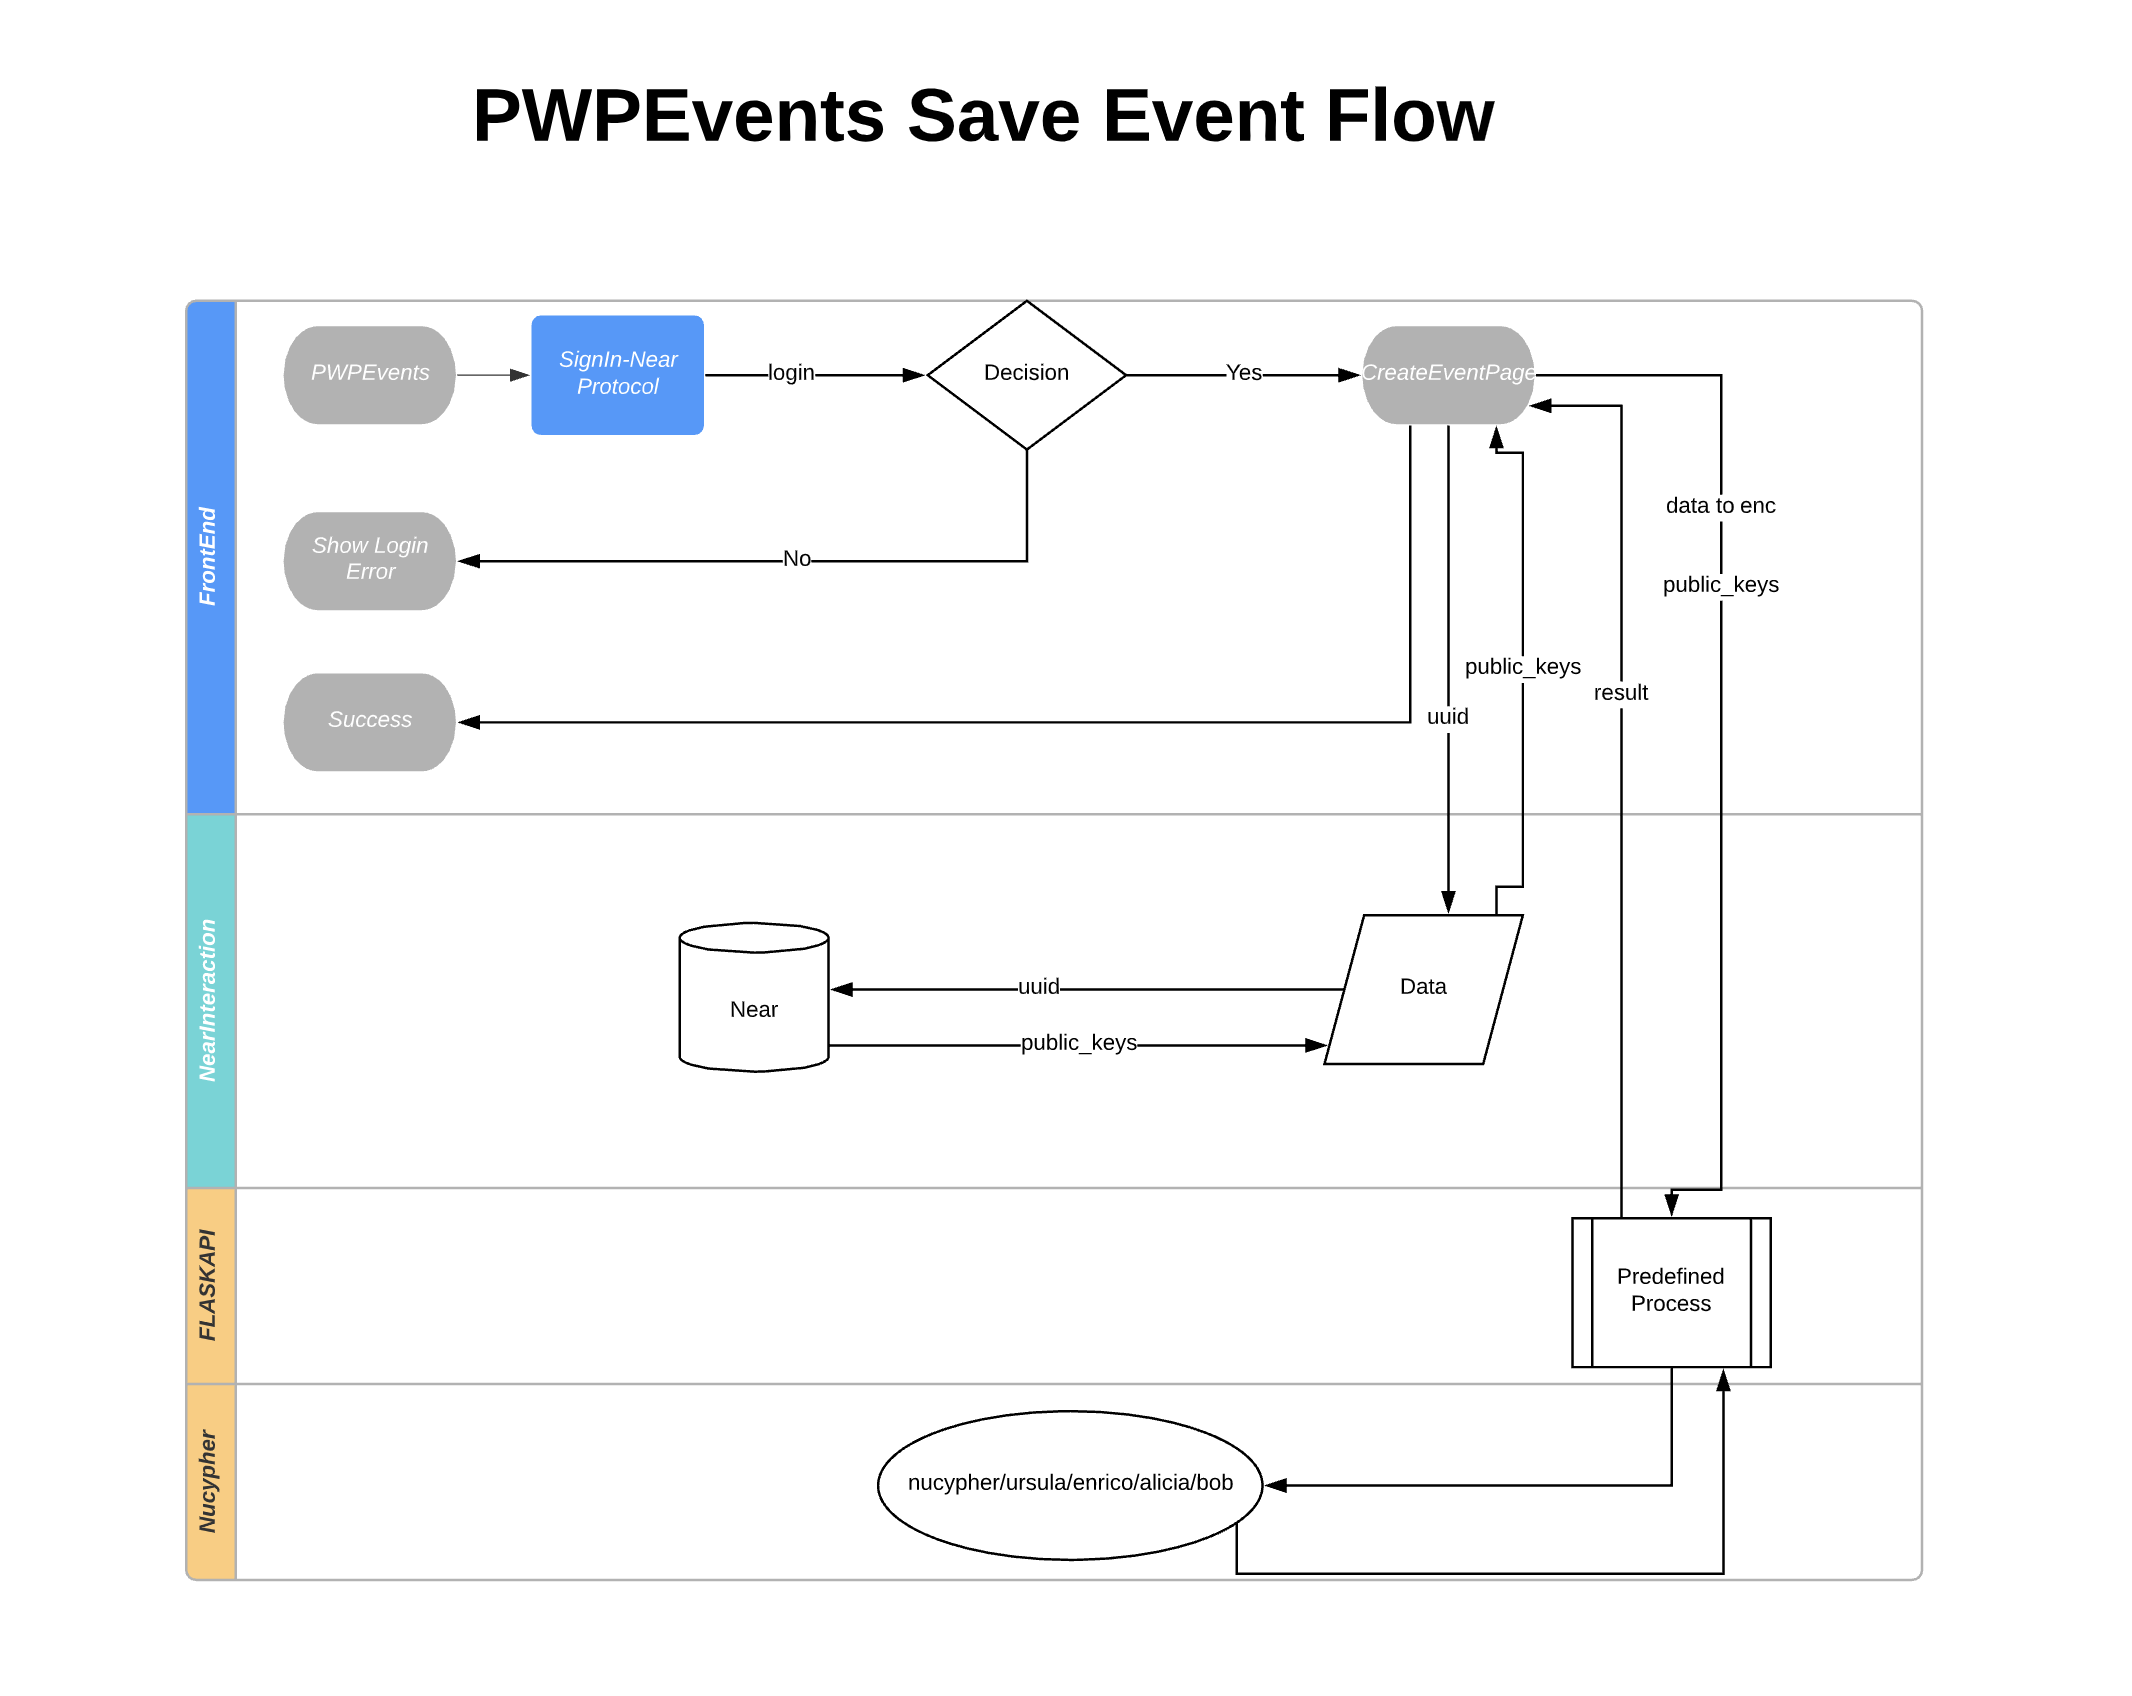 PWPEvents Save Event Flow
FrontEnd
PWPEvents
SignIn-Near
Protocol
login
Decision
Yes
CreateEventPage
data to enc
public_keys
Show Login
Error
No
public_keys
result
uuid
Success
NearInteraction
Near
uuid
public_keys
Data
FLASKAPI
Predefined
Process
Nucypher
nucypher/ursula/enrico/alicia/bob